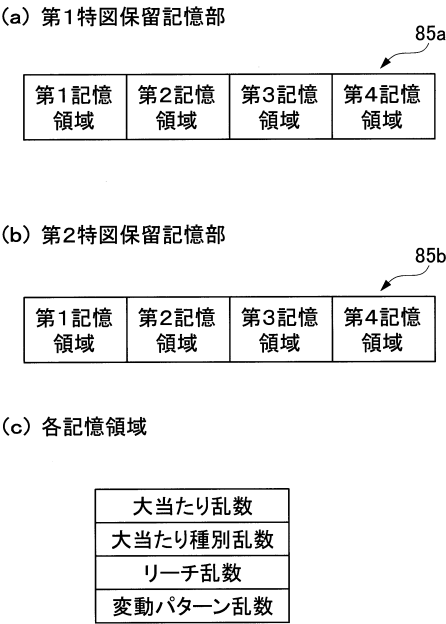 (a) 第1特図保留記憶部
85a
第1記憶領域
第2記憶領域
第3記憶領域
第4記憶領域
(b) 第2特図保留記憶部
85b
第1記憶領域
第2記憶領域
第3記憶領域
第4記憶領域
(c) 各記憶領域
大当たり乱数
大当たり種別乱数
リーチ乱数
変動パターン乱数